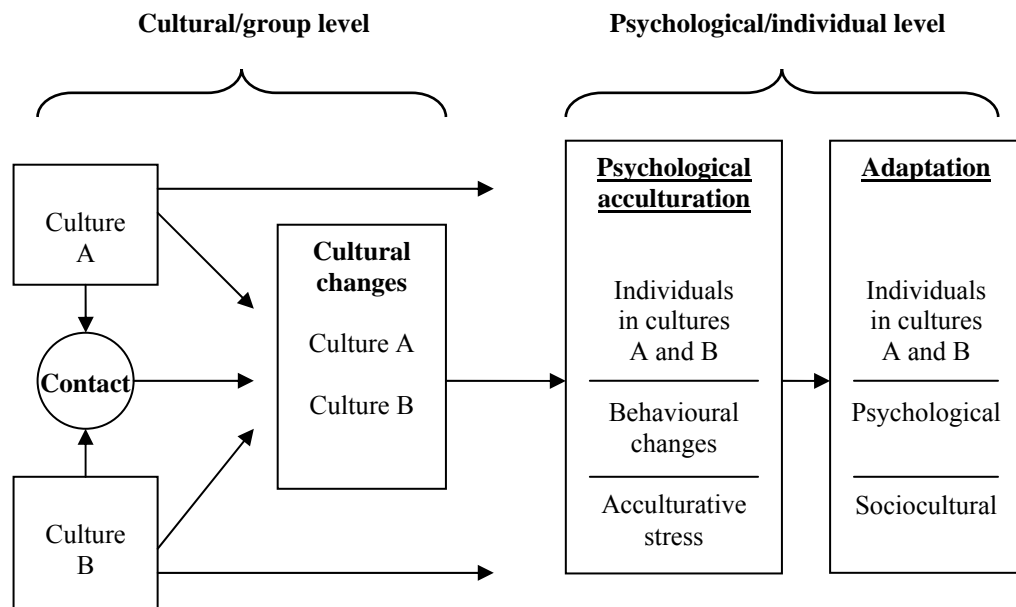 Cultural/group level
Psychological/individual level
Culture
A
Contact
Culture
B
Cultural
changes
Culture A
Culture B
Psychological
acculturation
Individuals
in cultures
A and B
Behavioural
changes
Acculturative
stress
Adaptation
Individuals
in cultures
A and B
Psychological
Sociocultural